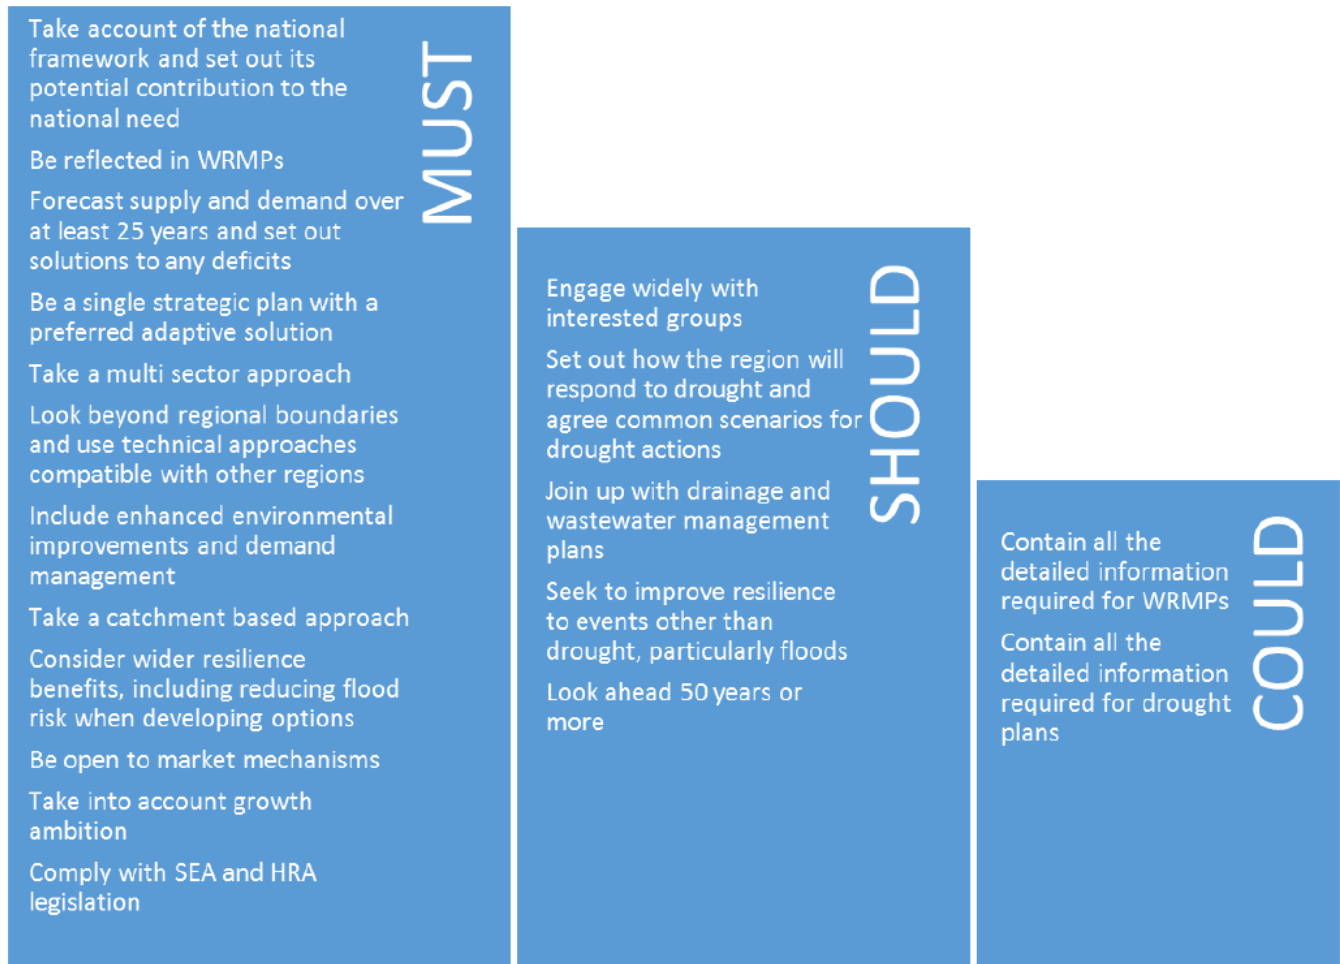 Take account of the national
framework and set out its
potential contribution to the
national need
Be reflected in WRMPs
Forecast supply and demand over
at least 25 years and set out
solutions to any deficits
Be a single strategic plan with a
preferred adaptive solution
Take a multi sector approach
Look beyond regional boundaries
and use technical approaches
compatible with other regions
Include enhanced environmental
improvements and demand
management
Take a catchment based approach
Consider wider resilience
benefits, including reducing flood
risk when developing options
Be open to market mechanisms
Take into account growth
ambition
Comply with SEA and HRA
legislation
MUST
Engage widely with
interested groups
Set out how the region will
respond to drought and
agree common scenarios for
drought actions
Join up with drainage and
wastewater management
plans
Seek to improve resilience
to events other than
drought, particularly floods
Look ahead 50 years or
more
SHOULD
Contain all the
detailed information
required for WRMPs
Contain all the
detailed information
required for drought
plans
COULD